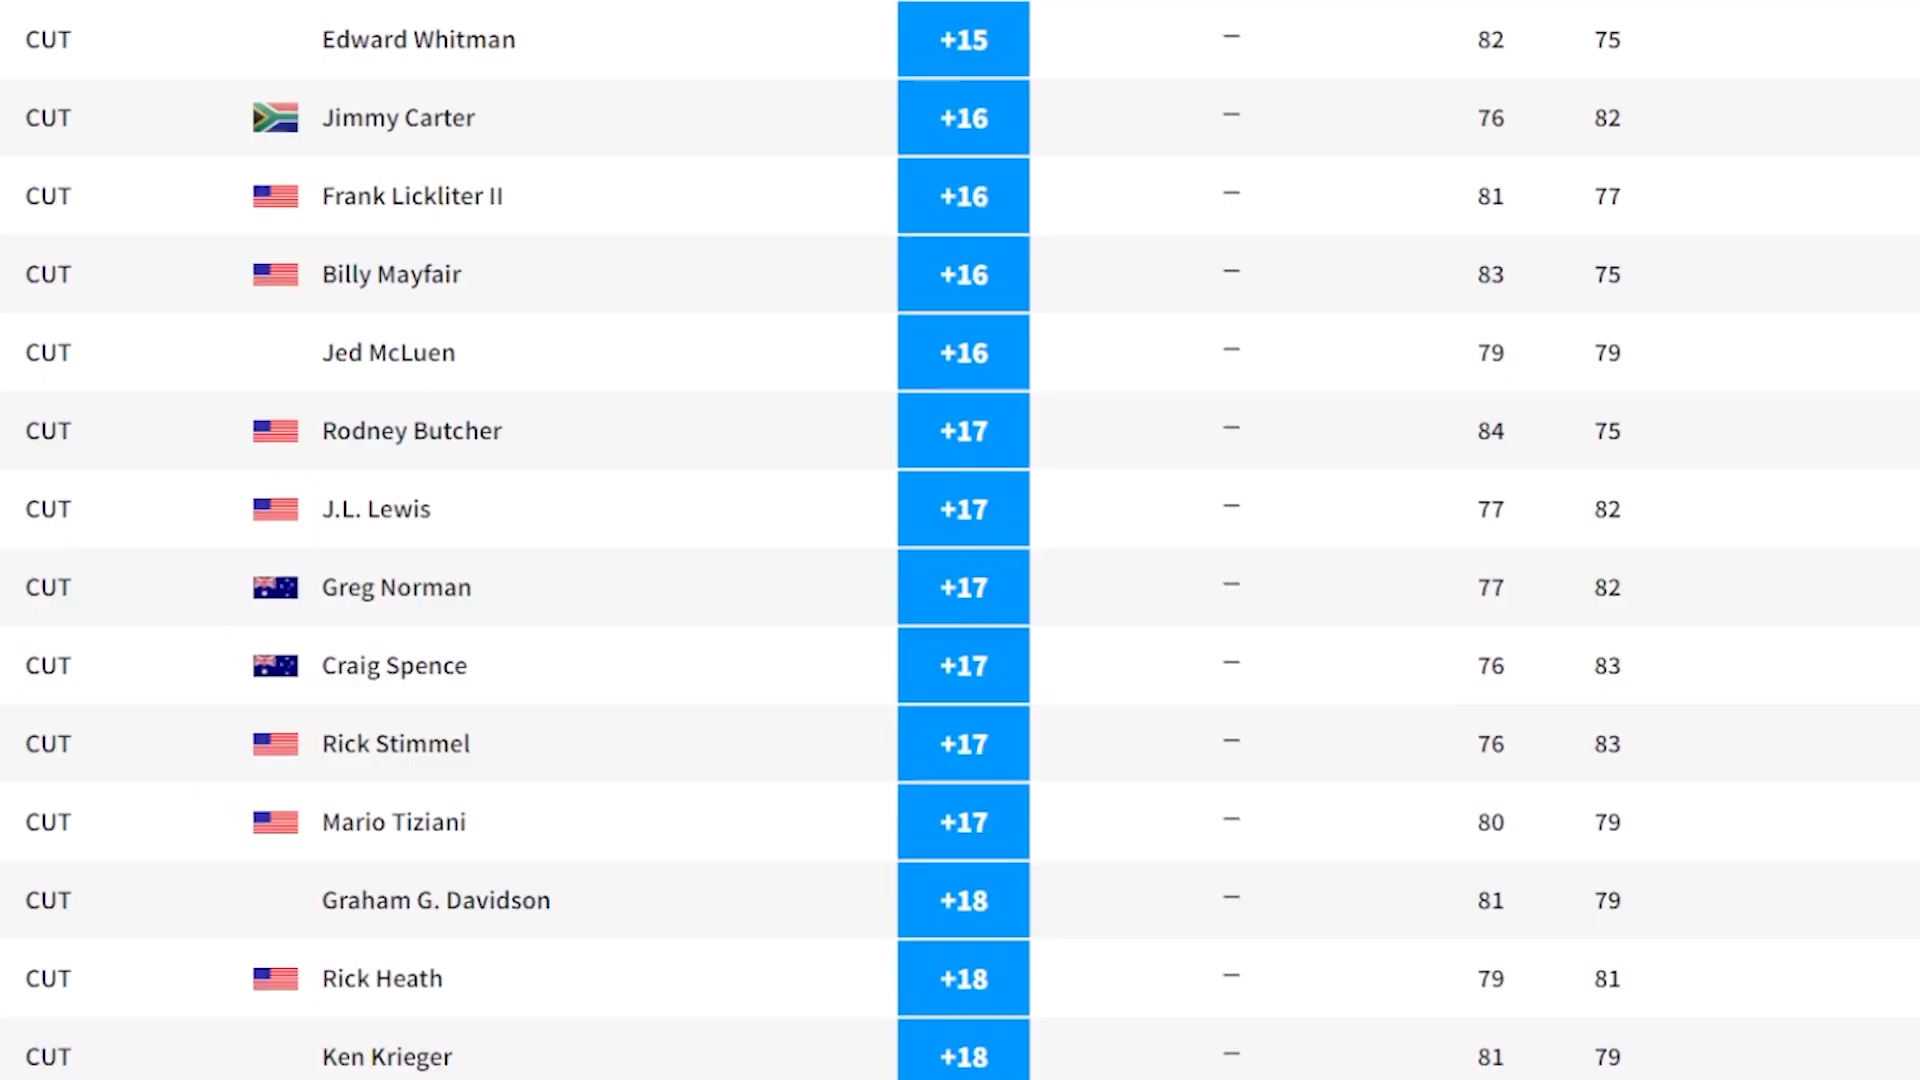 CUT Edward Whitman +15 – 82 75
CUT Jimmy Carter +16 – 76 82
CUT Frank Lickliter II +16 – 81 77
CUT Billy Mayfair +16 – 83 75
CUT Jed McLuen +16 – 79 79
CUT Rodney Butcher +17 – 84 75
CUT J.L. Lewis +17 – 77 82
CUT Greg Norman +17 – 77 82
CUT Craig Spence +17 – 76 83
CUT Rick Stimmel +17 – 76 83
CUT Mario Tiziani +17 – 80 79
CUT Graham G. Davidson +18 – 81 79
CUT Rick Heath +18 – 79 81
CUT Ken Krieger +18 – 81 79